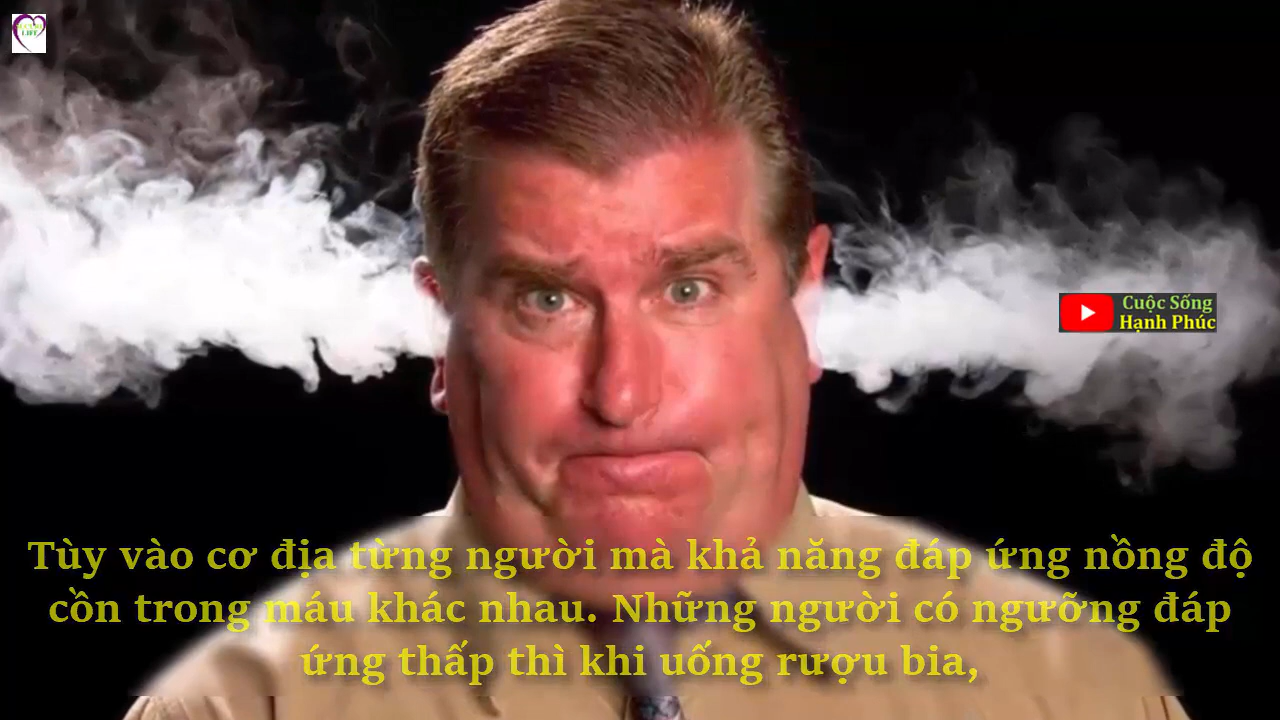 LIFE
Cuộc Sống
Hạnh Phúc
Tùy vào cơ địa từng người mà khả năng đáp ứng nồng độ
cồn trong máu khác nhau. Những người có ngưỡng đáp
ứng thấp thì khi uống rượu bia,